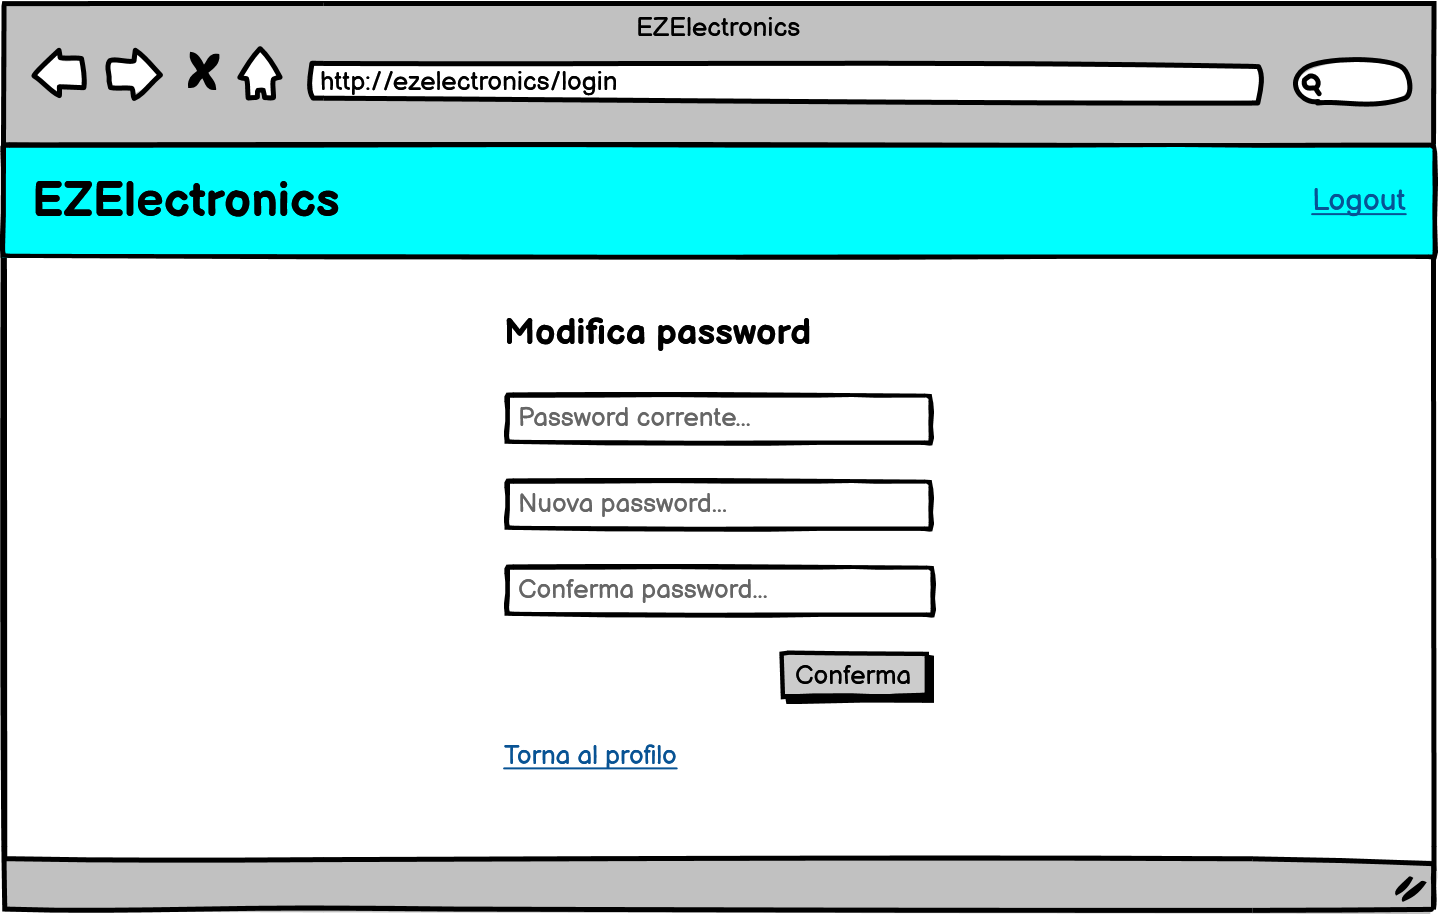 EZElectronics
http://ezelectronics/login
EZElectronics
Logout
Modifica password
Password corrente...
Nuova password...
Conferma password...
Conferma
Torna al profilo